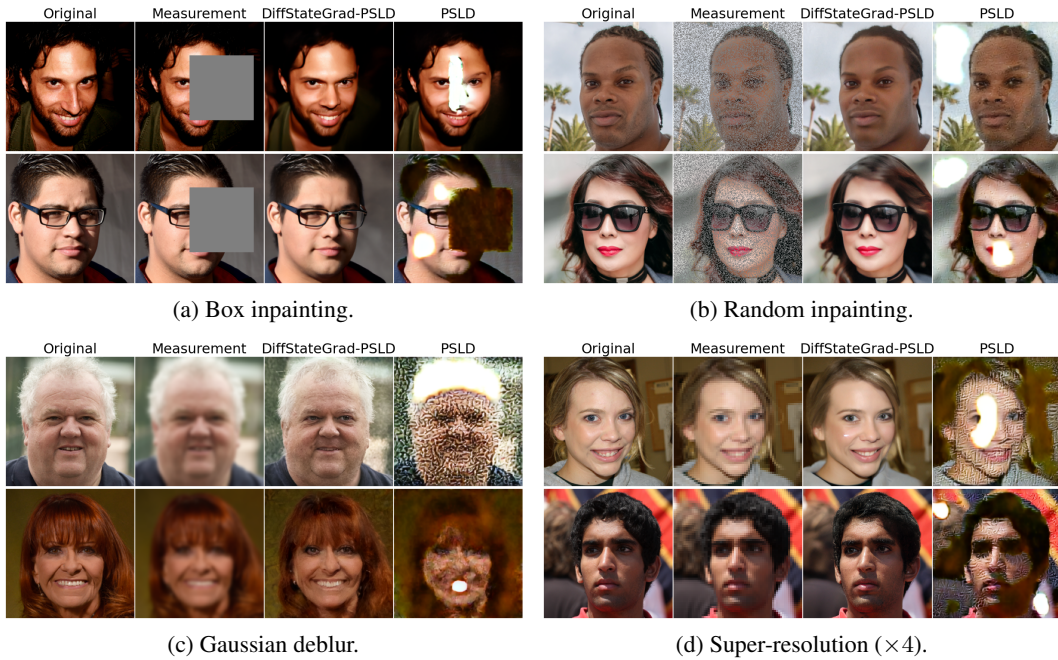 Original Measurement DiffStateGrad-PSLD PSLD
Original Measurement DiffStateGrad-PSLD PSLD
(a) Box inpainting.
(b) Random inpainting.
Original Measurement DiffStateGrad-PSLD PSLD
Original Measurement DiffStateGrad-PSLD PSLD
(c) Gaussian deblur.
(d) Super-resolution (×4).